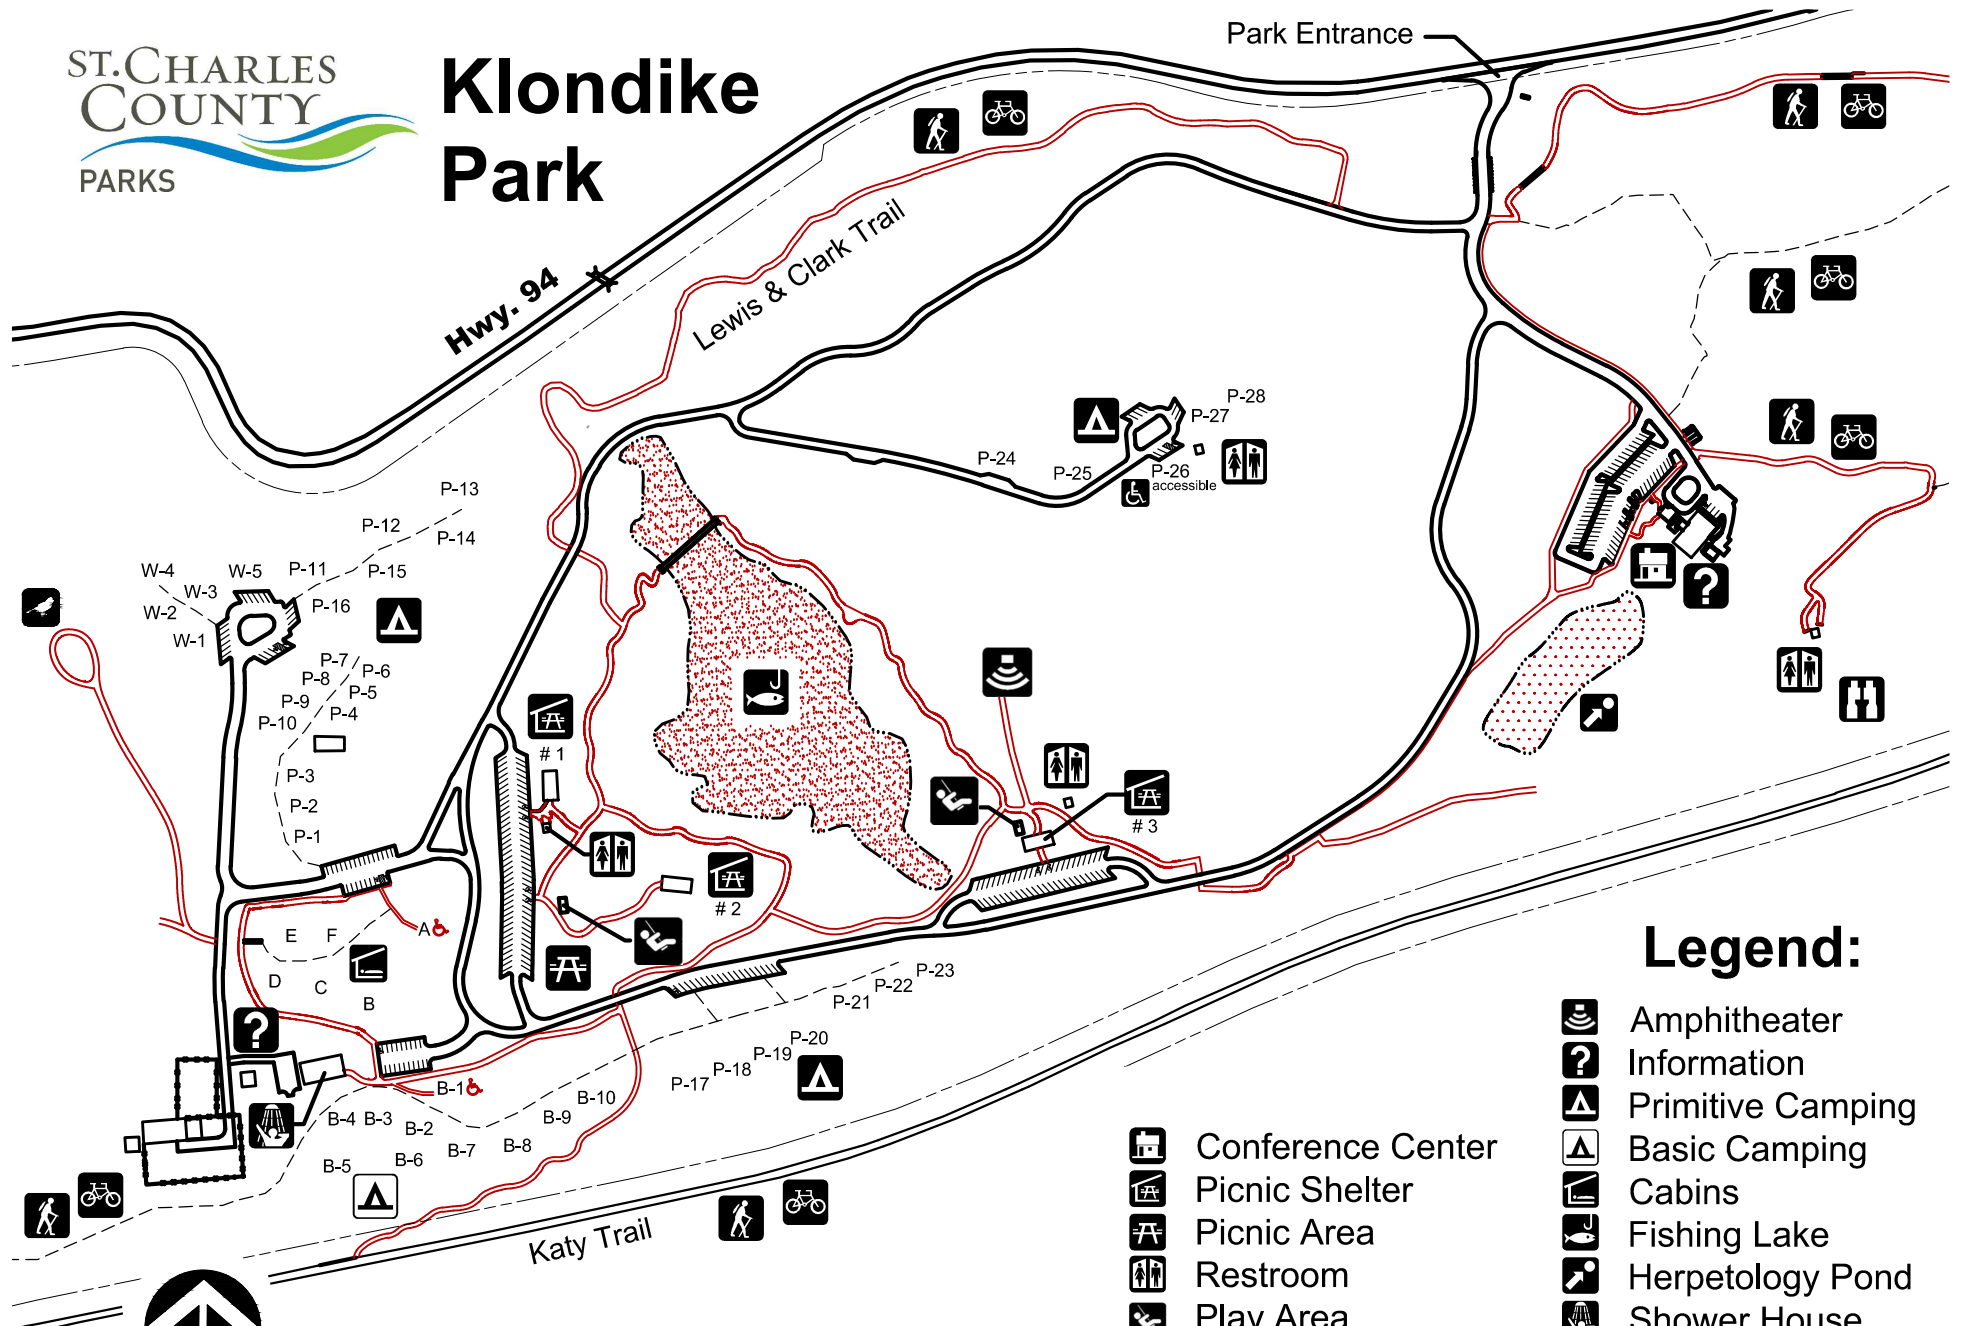 ST. CHARLES
COUNTY
PARKS
Klondike
Park
Park Entrance
Hwy. 94
Lewis & Clark Trail
P-28
P-27
P-24
P-25
P-26
accessible
P-13
P-12
P-14
W-4
W-5
P-11
P-15
W-3
W-2
P-16
W-1
P-7
P-6
P-8
P-5
P-9
P-4
P-10
# 1
P-3
P-2
P-1
# 3
# 2
A
E
F
D
C
B
P-23
P-22
P-21
P-20
P-19
P-18
P-17
B-1
B-10
B-9
B-4
B-3
B-2
B-8
B-7
B-6
B-5
Katy Trail
Legend:
Amphitheater
Information
Primitive Camping
Basic Camping
Cabins
Fishing Lake
Herpetology Pond
Shower House
Conference Center
Picnic Shelter
Picnic Area
Restroom
Play Area